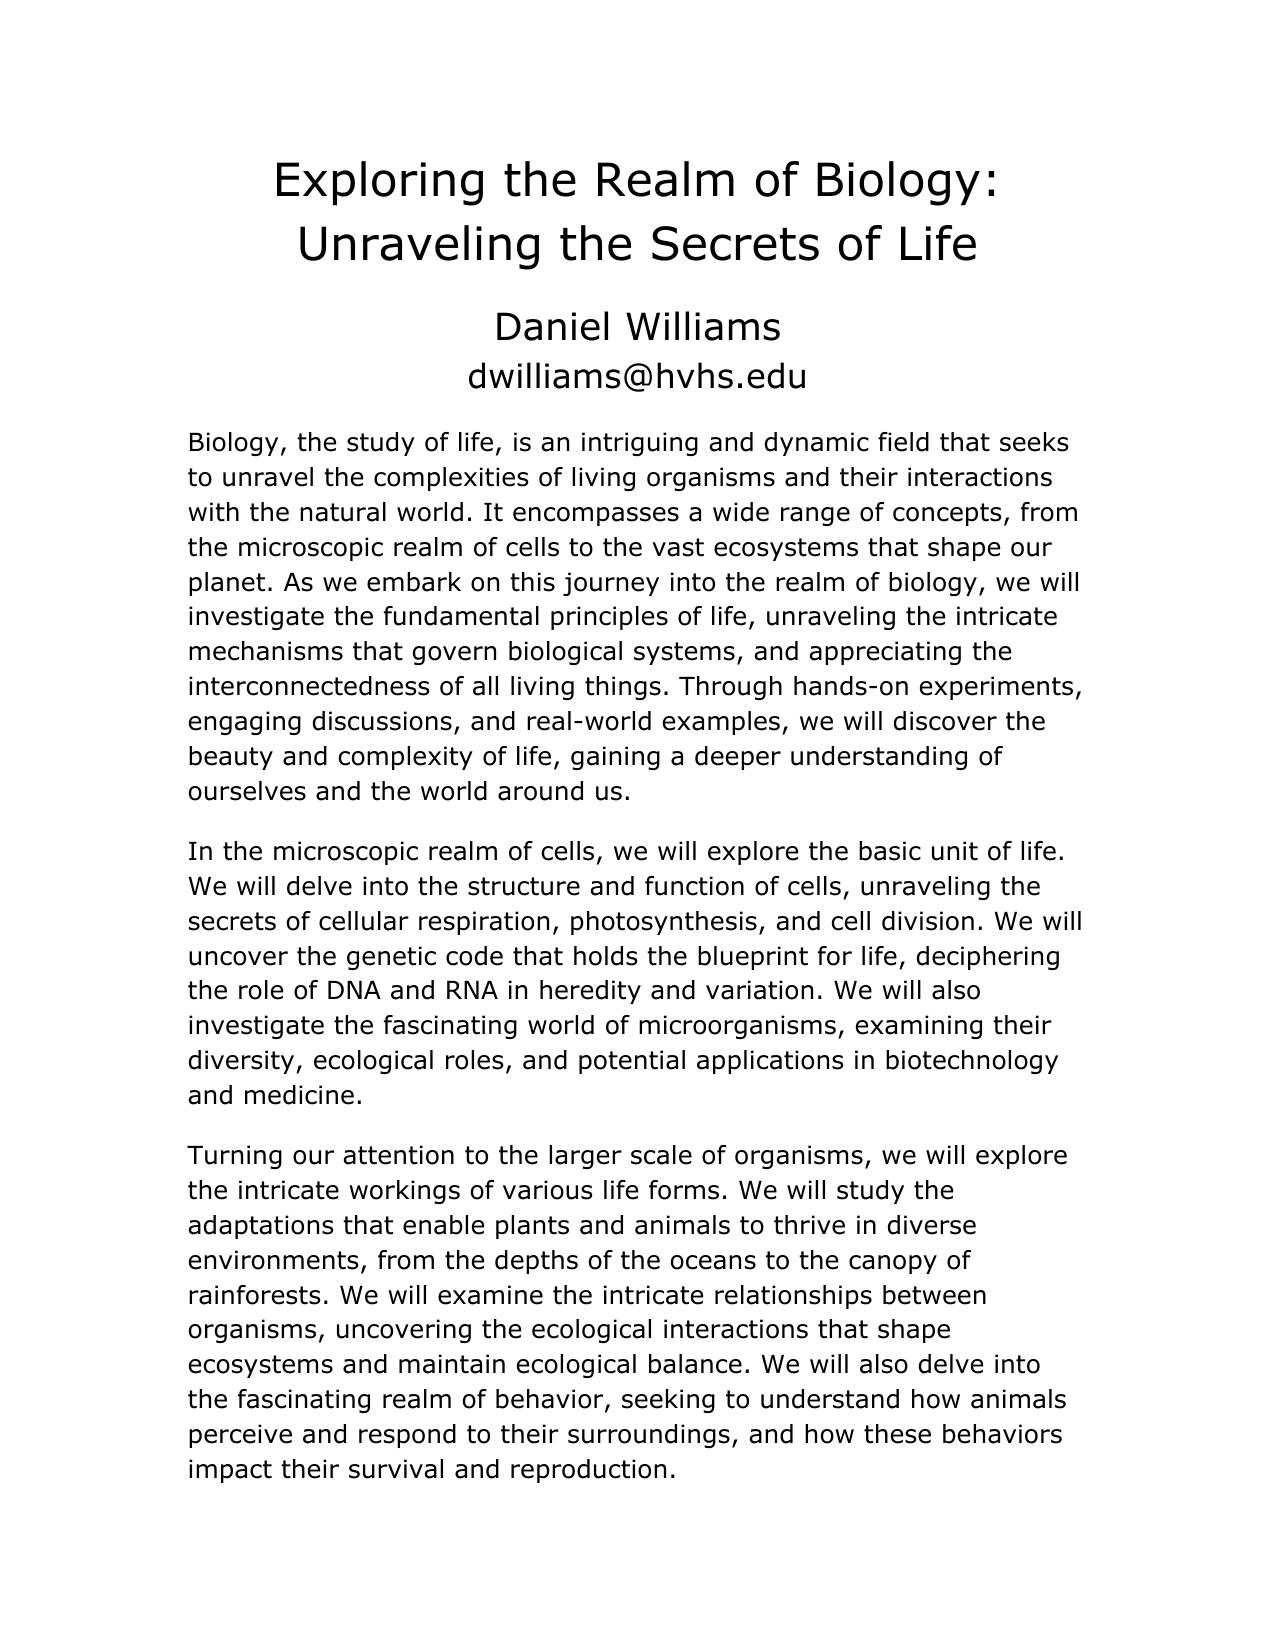 Exploring the Realm of Biology:
Unraveling the Secrets of Life
Daniel Williams
dwilliams@hvhs.edu
Biology, the study of life, is an intriguing and dynamic field that seeks
to unravel the complexities of living organisms and their interactions
with the natural world. It encompasses a wide range of concepts, from
the microscopic realm of cells to the vast ecosystems that shape our
planet. As we embark on this journey into the realm of biology, we will
investigate the fundamental principles of life, unraveling the intricate
mechanisms that govern biological systems, and appreciating the
interconnectedness of all living things. Through hands-on experiments,
engaging discussions, and real-world examples, we will discover the
beauty and complexity of life, gaining a deeper understanding of
ourselves and the world around us.
In the microscopic realm of cells, we will explore the basic unit of life.
We will delve into the structure and function of cells, unraveling the
secrets of cellular respiration, photosynthesis, and cell division. We will
uncover the genetic code that holds the blueprint for life, deciphering
the role of DNA and RNA in heredity and variation. We will also
investigate the fascinating world of microorganisms, examining their
diversity, ecological roles, and potential applications in biotechnology
and medicine.
Turning our attention to the larger scale of organisms, we will explore
the intricate workings of various life forms. We will study the
adaptations that enable plants and animals to thrive in diverse
environments, from the depths of the oceans to the canopy of
rainforests. We will examine the intricate relationships between
organisms, uncovering the ecological interactions that shape
ecosystems and maintain ecological balance. We will also delve into
the fascinating realm of behavior, seeking to understand how animals
perceive and respond to their surroundings, and how these behaviors
impact their survival and reproduction.